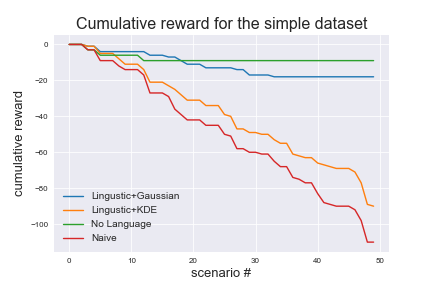 Cumulative reward for the simple dataset
cumulative reward
0
−20
−40
−60
−80
−100
Lingustic+Gaussian
Lingustic+KDE
No Language
Naive
0 10 20 30 40 50
scenario #